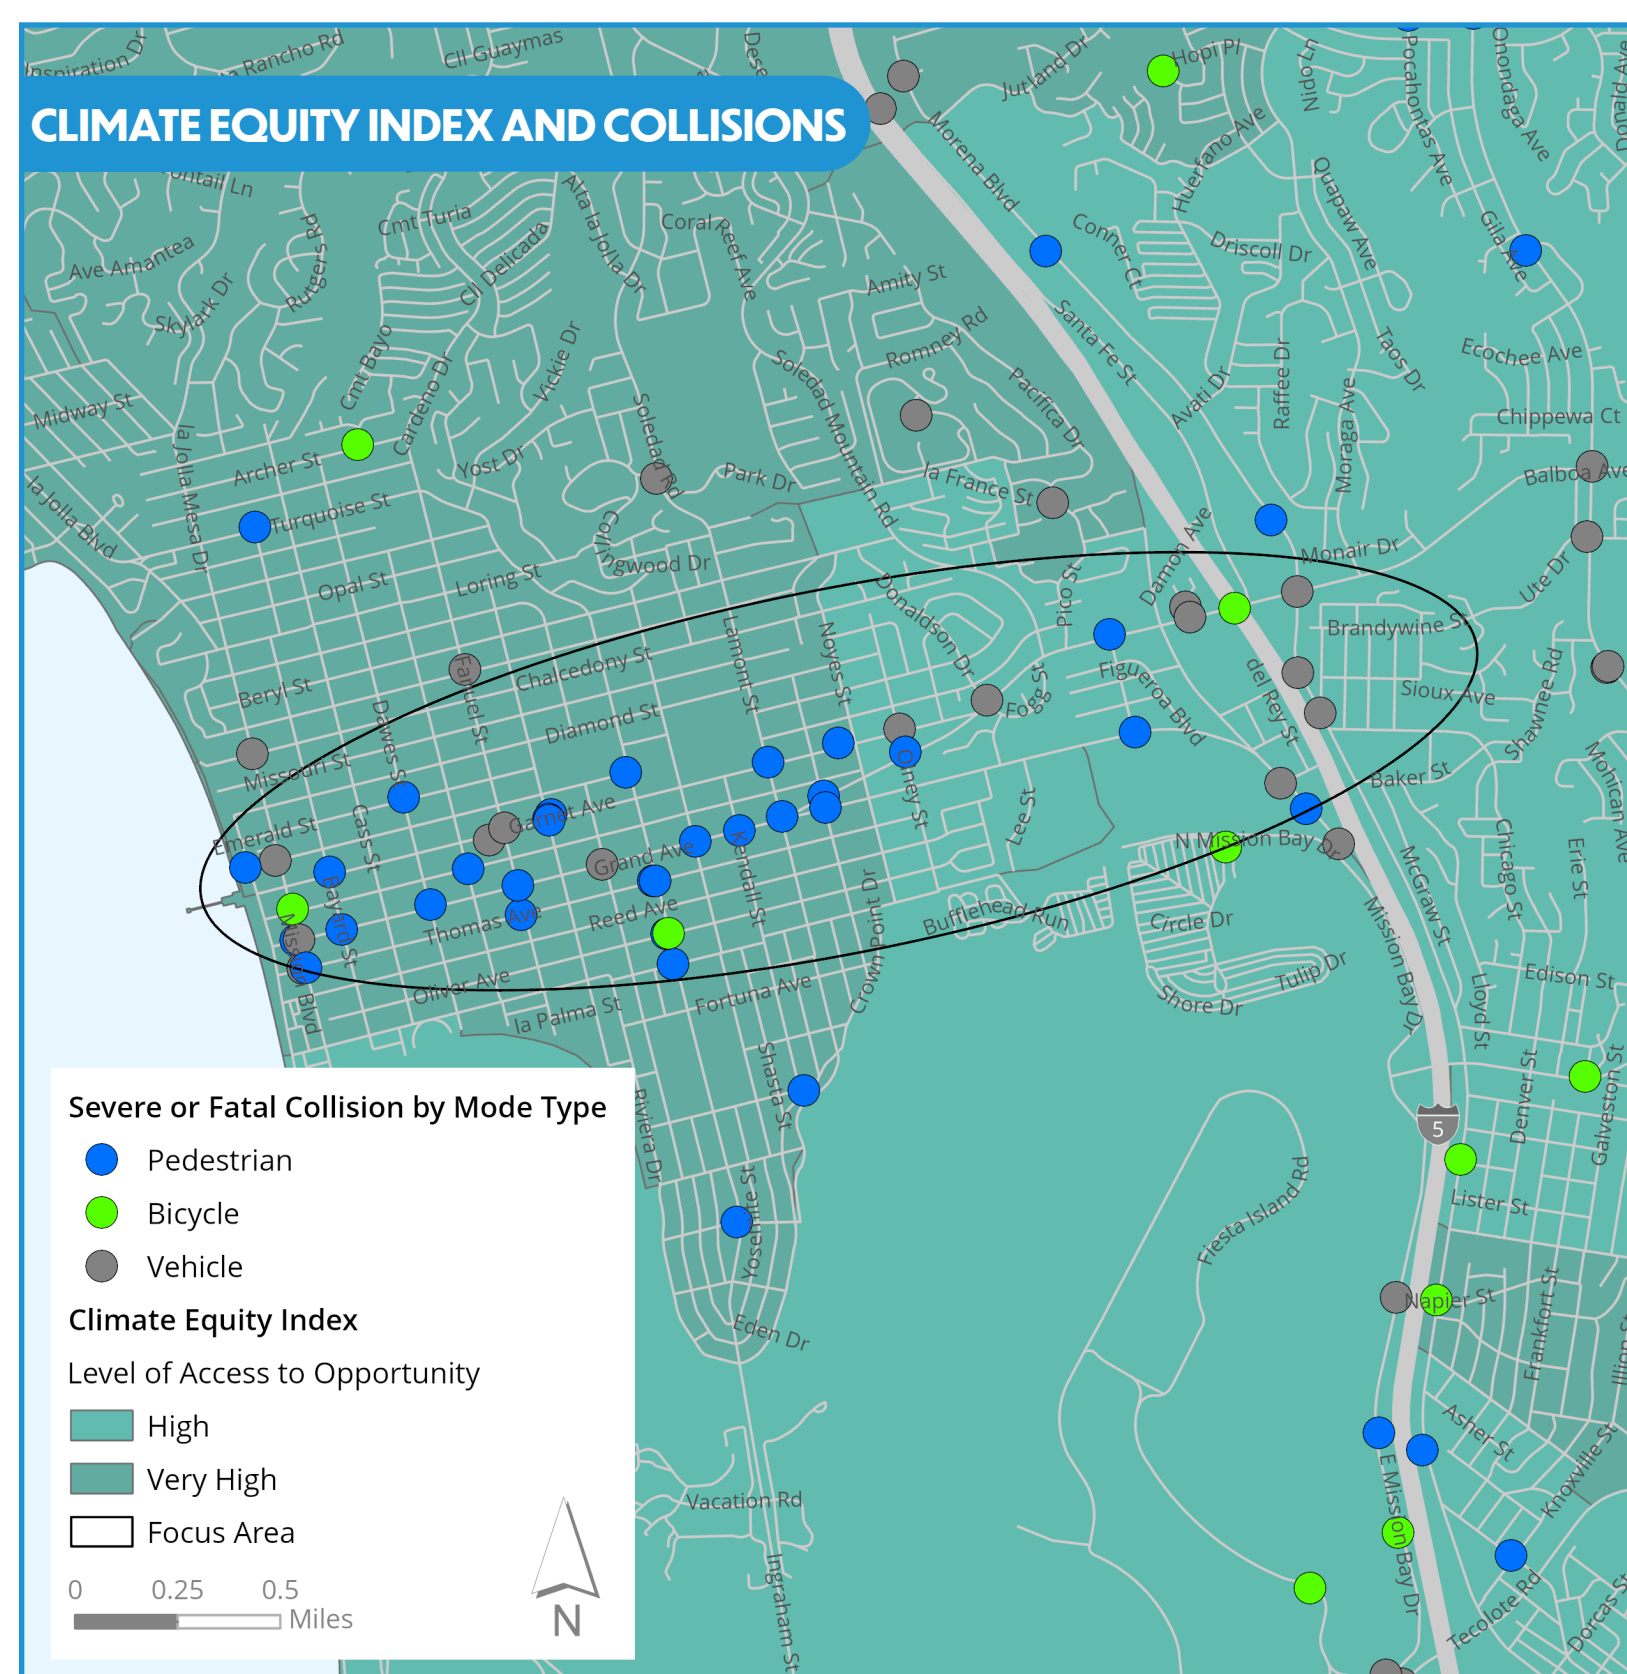 Inspiration Dr
la Rancho Rd
Cll Guaymas
Jutland Dr
Hopi Pl
Nidoi Ln
Pocahontas Ave
Onondaga Ave
CLIMATE EQUITY INDEX AND COLLISIONS
Morena Blvd
Huerfano Ave
Quapaw Ave
Cmt Turia
Alta la Jolla Dr
Coral Reef Ave
Conner Ct
Driscoll Dr
Gila Ave
Ave Amantea
Rutgers Rd
Cll Delicada
Amity St
Skylark Dr
Santa Fe St
Romney Rd
Cmt Bayo
Cardeno Dr
Vickie Dr
Soledad Mountain Rd
Pacifica Dr
Avati Dr
Raffee Dr
Moraga Ave
Taos Dr
Ecochee Ave
Midway St
Chippewa Ct
la Jolla Mesa Dr
Archer St
Yost Dr
Soledad Rd
Park Dr
la France St
Balboa Ave
la Jolla Blvd
Turquoise St
Collingwood Dr
Damon Ave
Monair Dr
Ute Dr
Opal St
Loring St
Pico St
Donaldson Dr
Brandywine St
Beryl St
Fanuel St
Chalcedony St
Lamont St
Noyes St
Fogg St
Figueroa Blvd
del Rey St
Sioux Ave
Shawnee Rd
Dawes St
Diamond St
Missouri St
Olney St
Baker St
Mohican Ave
Emerald St
Cass St
Garnet Ave
Grand Ave
Kendall St
Lee St
N Mission Bay Dr
McGraw St
Chicago St
Erie St
Bayard St
Thomas Ave
Reed Ave
Crown Point Dr
Bufflehead Run
Circle Dr
Mission Blvd
Oliver Ave
la Palma St
Fortuna Ave
Shore Dr
Tulip Dr
Mission Bay Dr
Lloyd St
Edison St
Shasta St
Riviera Dr
Denver St
Galveston St
5
Yosemite St
Fiesta Island Rd
Lister St
Eden Dr
Napier St
Frankfort St
Illion St
Asher St
Knoxville St
E Mission Bay Dr
Vacation Rd
Ingraham St
Tecolote Rd
Dorcas St
Severe or Fatal Collision by Mode Type
Pedestrian
Bicycle
Vehicle
Climate Equity Index
Level of Access to Opportunity
High
Very High
Focus Area
0 0.25 0.5
Miles
N